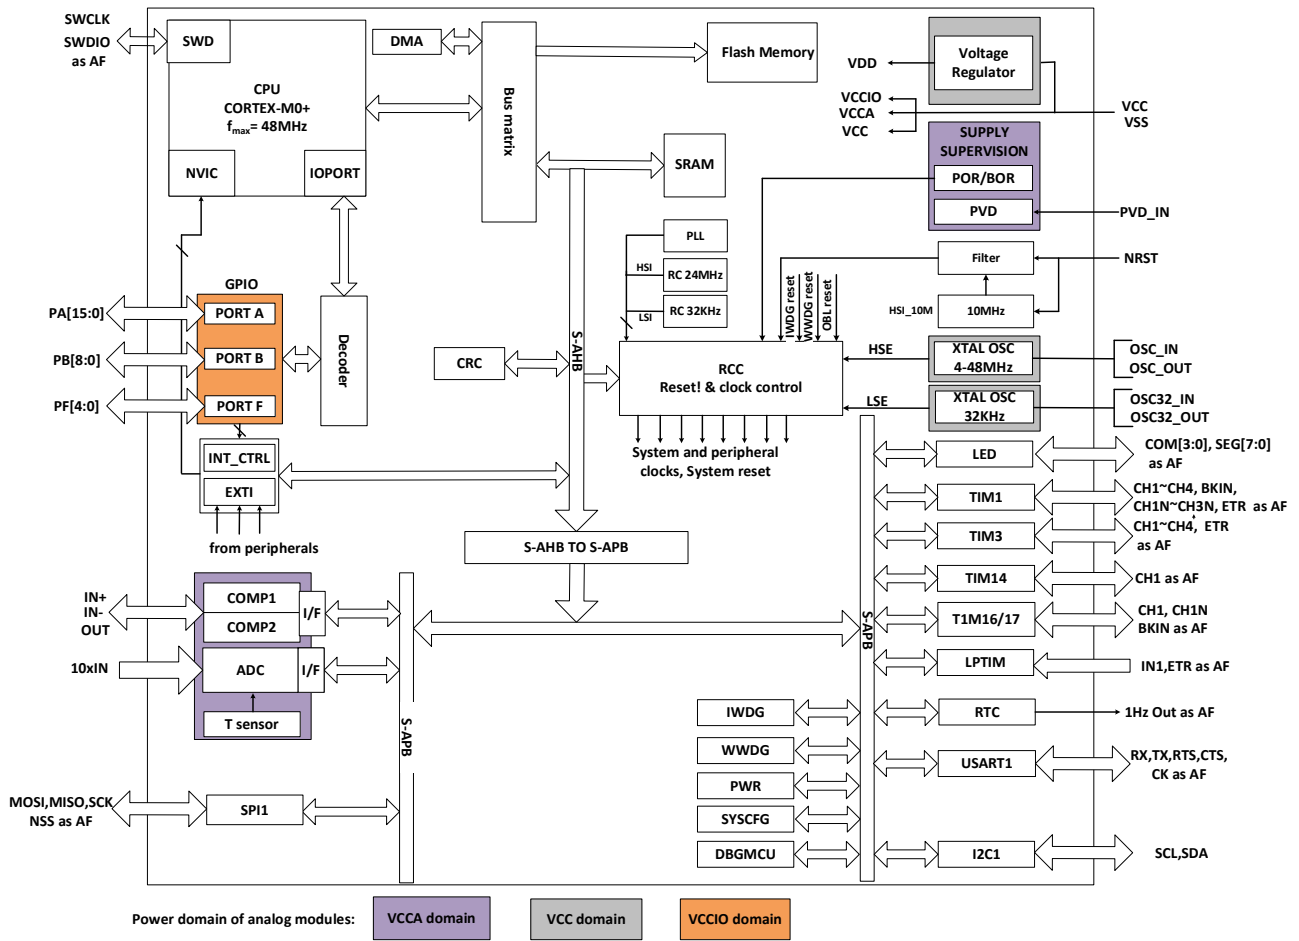 SWCLK
SWDIO
as AF
SWD
CPU
CORTEX-M0+
fmax= 48MHz
NVIC
IOPORT
DMA
Bus matrix
Flash Memory
SRAM
Voltage
Regulator
VDD
VCCIO
VCCA
VCC
VCC
VSS
SUPPLY
SUPERVISION
POR/BOR
PVD
PVD_IN
Filter
NRST
HSI_10M
10MHz
PLL
HSI
RC 24MHz
LSI
RC 32KHz
IWDG reset
WWDG reset
OBL reset
GPIO
PA[15:0]
PORT A
PB[8:0]
PORT B
PF[4:0]
PORT F
Decoder
CRC
S-AHB
RCC
Reset! & clock control
HSE
XTAL OSC
4-48MHz
OSC_IN
OSC_OUT
LSE
XTAL OSC
32KHz
OSC32_IN
OSC32_OUT
System and peripheral
clocks, System reset
INT_CTRL
EXTI
from peripherals
S-AHB TO S-APB
LED
COM[3:0], SEG[7:0]
as AF
TIM1
CH1~CH4, BKIN,
CH1N~CH3N, ETR as AF
TIM3
CH1~CH4, ETR
as AF
TIM14
CH1 as AF
T1M16/17
CH1, CH1N
BKIN as AF
LPTIM
IN1,ETR as AF
RTC
1Hz Out as AF
USART1
RX,TX,RTS,CTS,
CK as AF
I2C1
SCL,SDA
S-APB
IN+
IN-
OUT
COMP1
COMP2
I/F
10xIN
ADC
I/F
T sensor
S-APB
MOSI,MISO,SCK
NSS as AF
SPI1
IWDG
WWDG
PWR
SYSCFG
DBGMCU
Power domain of analog modules:
VCCA domain
VCC domain
VCCIO domain